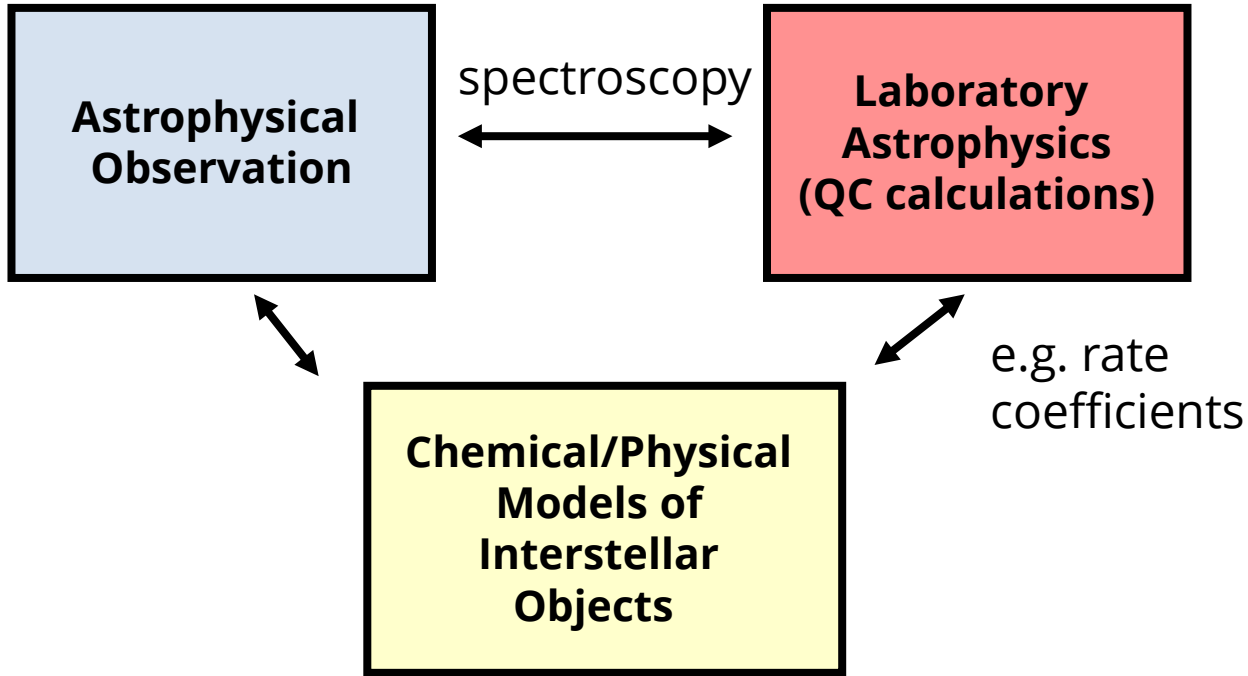 Astrophysical
Observation
spectroscopy
Laboratory
Astrophysics
(QC calculations)
e.g. rate
coefficients
Chemical/Physical
Models of
Interstellar
Objects